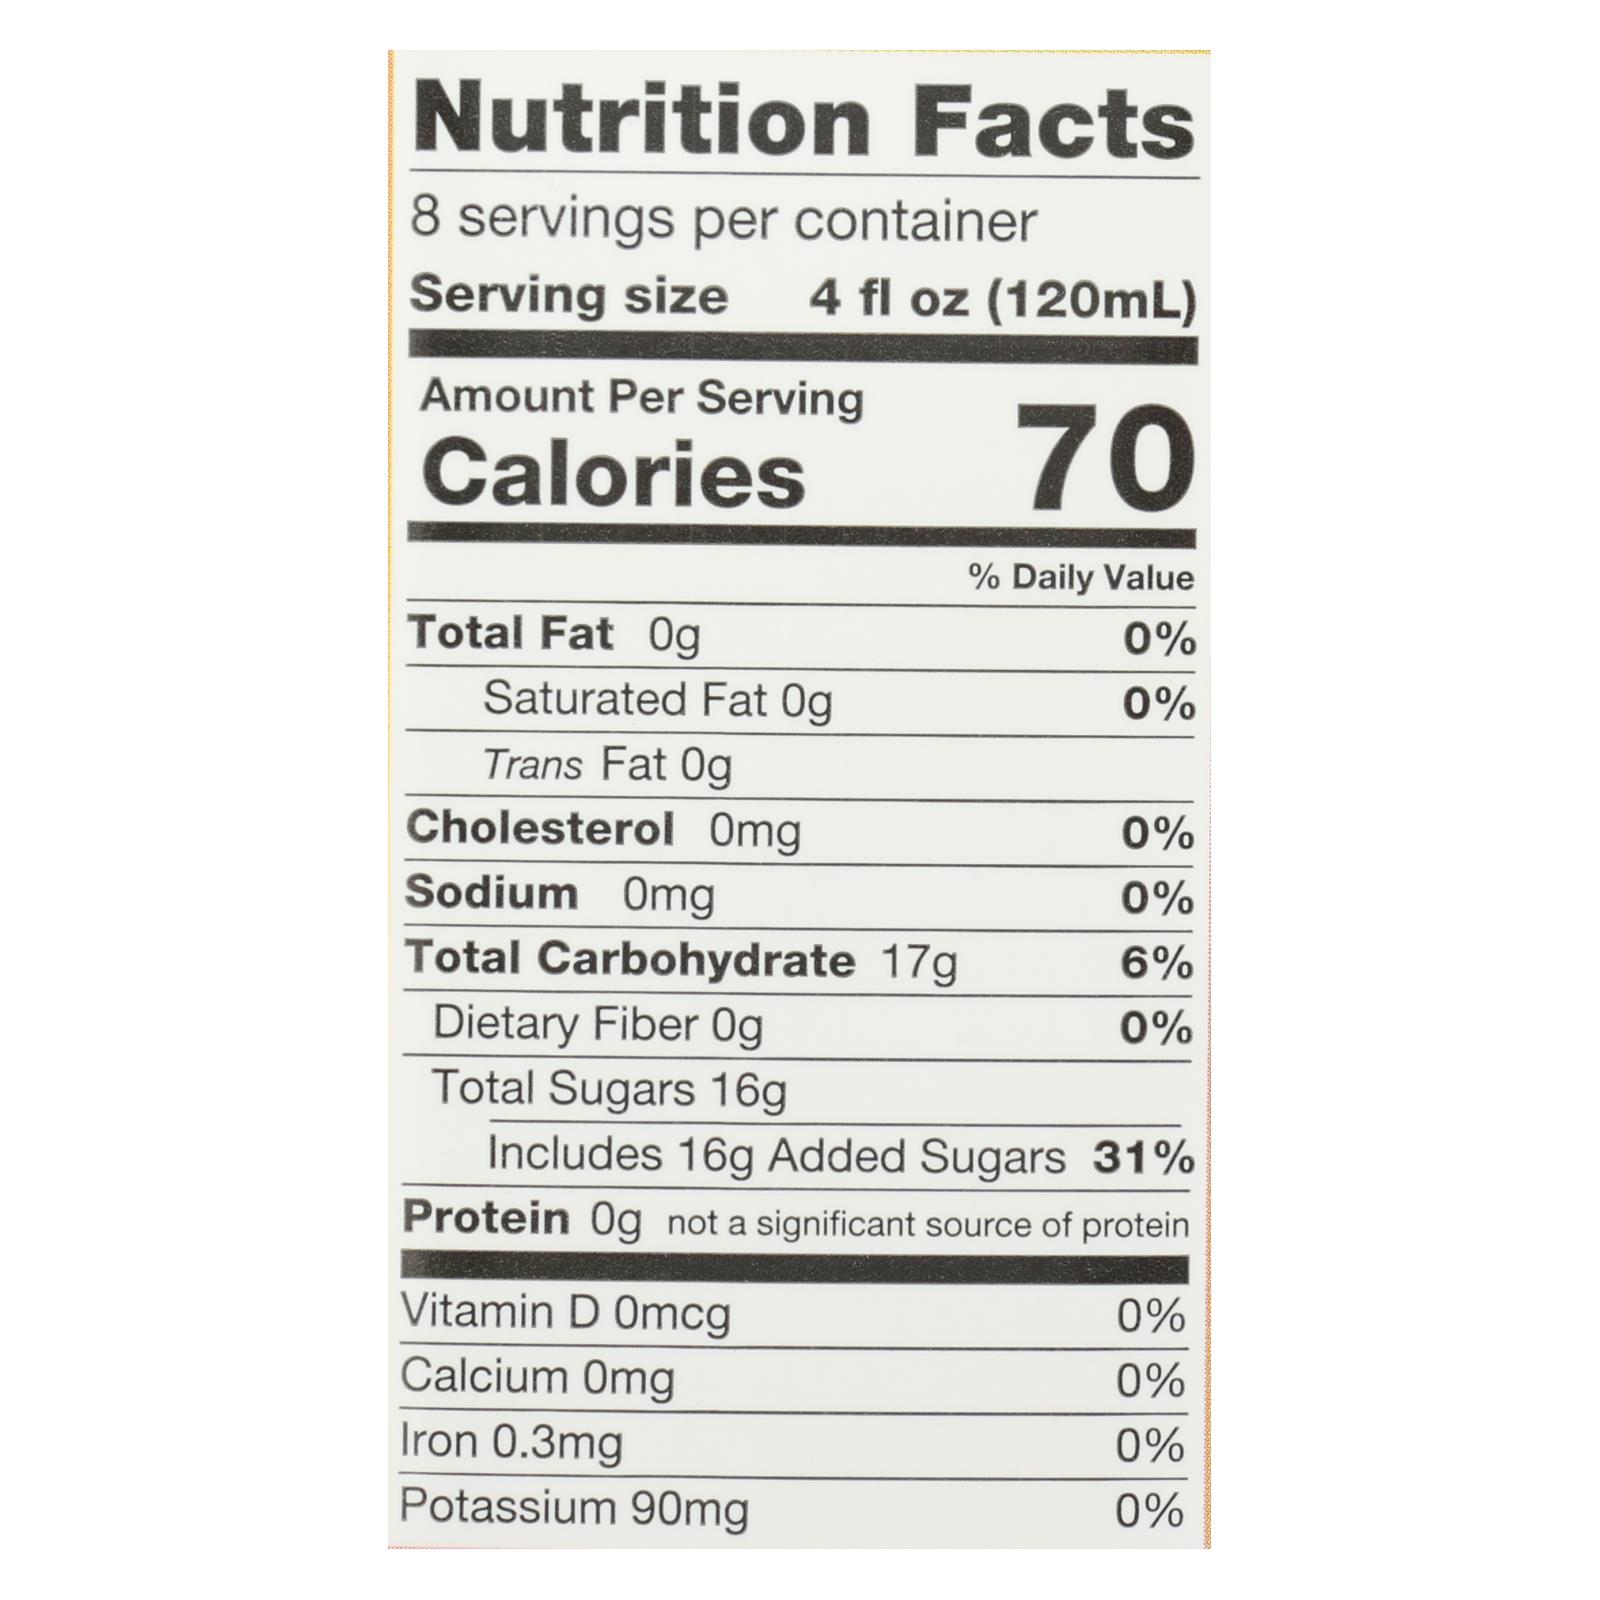 Nutrition Facts
8 servings per container
Serving size 4 fl oz (120mL)
Amount Per Serving
Calories 70
% Daily Value
Total Fat 0g 0%
Saturated Fat 0g 0%
Trans Fat 0g
Cholesterol 0mg 0%
Sodium 0mg 0%
Total Carbohydrate 17g 6%
Dietary Fiber 0g 0%
Total Sugars 16g
Includes 16g Added Sugars 31%
Protein 0g not a significant source of protein
Vitamin D 0mcg 0%
Calcium 0mg 0%
Iron 0.3mg 0%
Potassium 90mg 0%